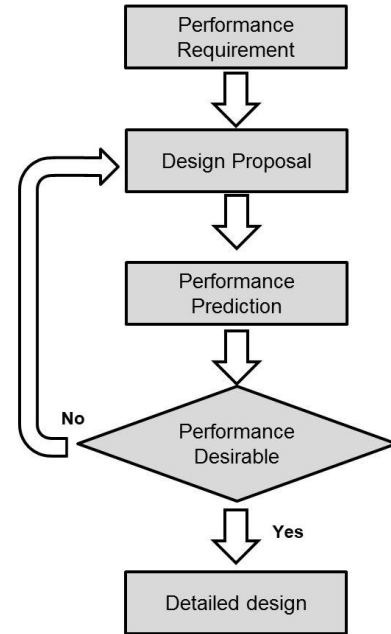 Performance
Requirement
Design Proposal
Performance
Prediction
No
Performance
Desirable
Yes
Detailed design